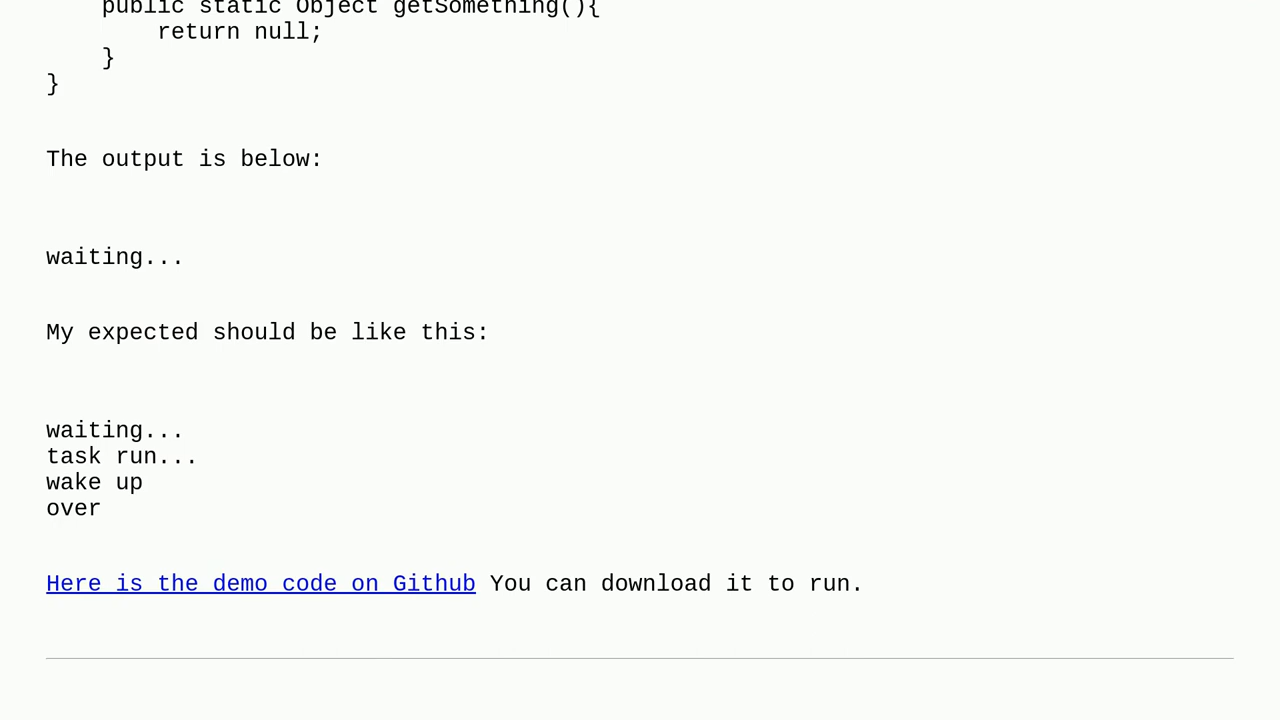 public static Object getSomething(){
return null;
}
}
The output is below:
waiting...
My expected should be like this:
waiting...
task run...
wake up
over
Here is the demo code on Github You can download it to run.